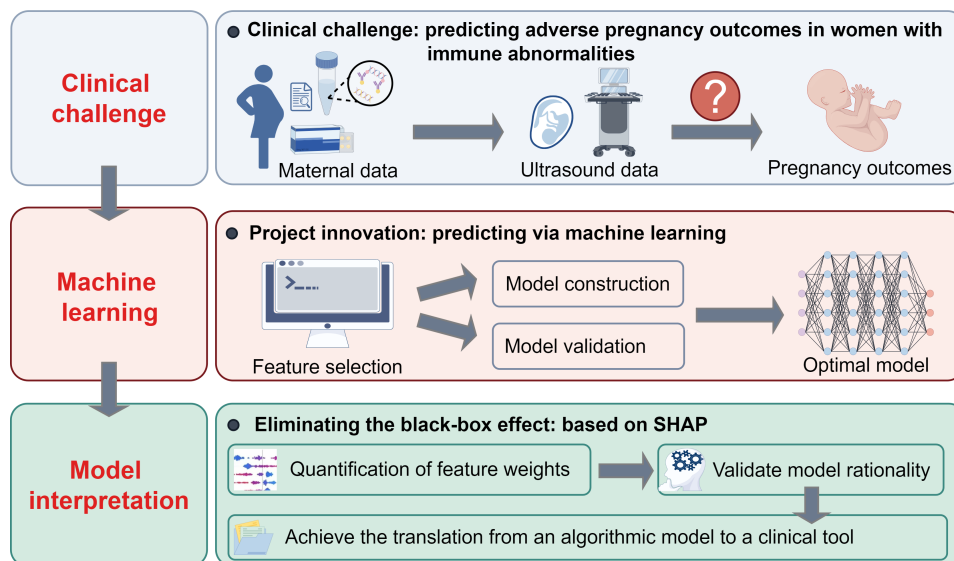 Clinical
challenge
Clinical challenge: predicting adverse pregnancy outcomes in women with
immune abnormalities
Maternal data
Ultrasound data
?
Pregnancy outcomes
Machine
learning
Project innovation: predicting via machine learning
Feature selection
Model construction
Model validation
Optimal model
Model
interpretation
Eliminating the black-box effect: based on SHAP
Quantification of feature weights
Validate model rationality
Achieve the translation from an algorithmic model to a clinical tool